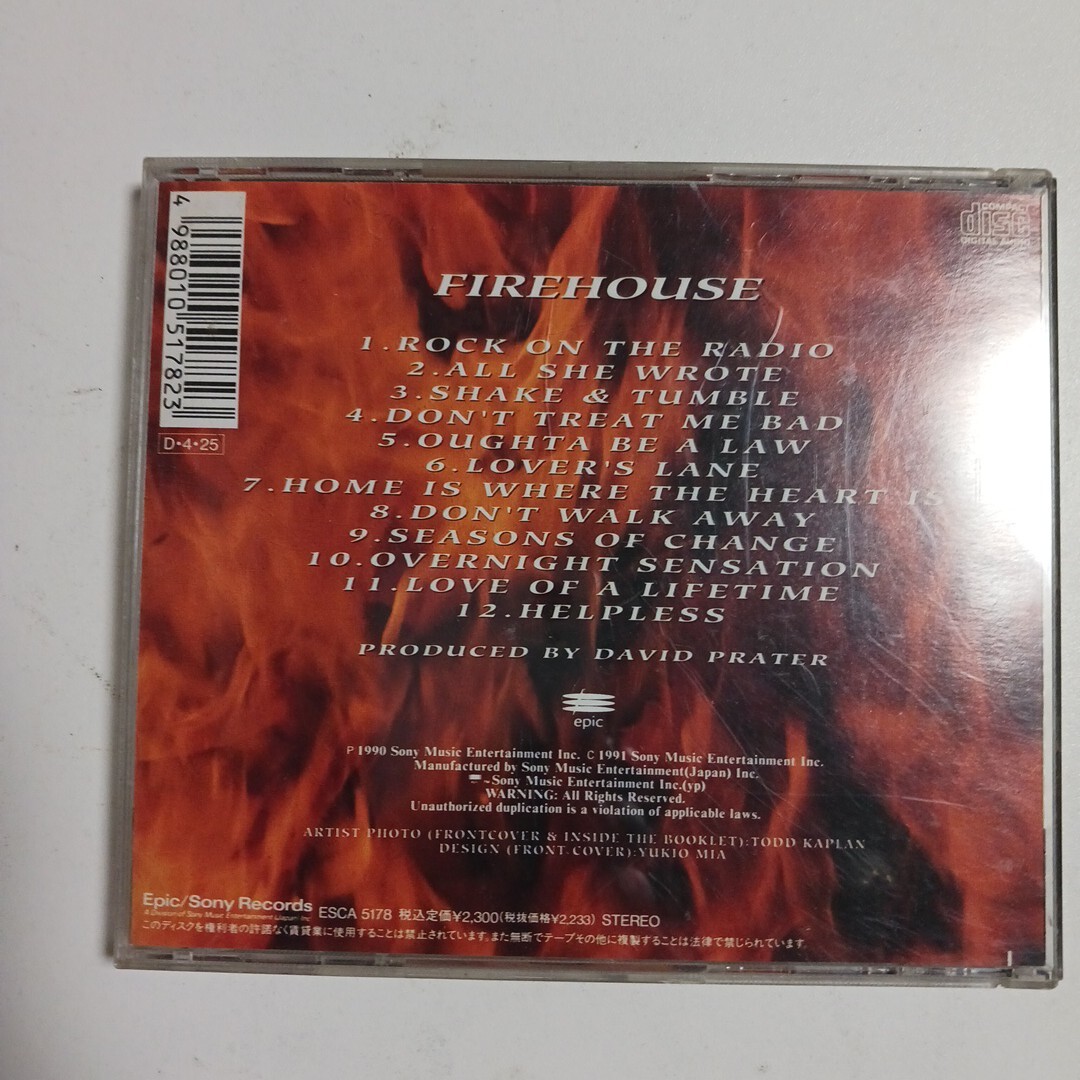 4 988010 517823
D•4•25
COMPACT
disc
DIGITAL AUDIO
FIREHOUSE
1.ROCK ON THE RADIO
2.ALL SHE WROTE
3.SHAKE & TUMBLE
4.DON'T TREAT ME BAD
5.OUGHTA BE A LAW
6.LOVER'S LANE
7.HOME IS WHERE THE HEART IS
8.DON'T WALK AWAY
9.SEASONS OF CHANGE
10.OVERNIGHT SENSATION
11.LOVE OF A LIFETIME
12.HELPLESS
PRODUCED BY DAVID PRATER
epic
P 1990 Sony Music Entertainment Inc. C 1991 Sony Music Entertainment Inc.
Manufactured by Sony Music Entertainment(Japan) Inc.
~Sony Music Entertainment Inc.(yp)
WARNING: All Rights Reserved.
Unauthorized duplication is a violation of applicable laws.
ARTIST PHOTO (FRONTCOVER & INSIDE THE BOOKLET):TODD KAPLAN
DESIGN (FRONT COVER):YUKIO MIA
Epic/Sony Records
A Division of Sony Music Entertainment (Japan) Inc.
ESCA 5178 税込定価¥2,300(税抜価格¥2,233) STEREO
このディスクを権利者の許諾なく賃貸業に使用することは禁止されています。また無断でテープその他に複製することは法律で禁じられています。